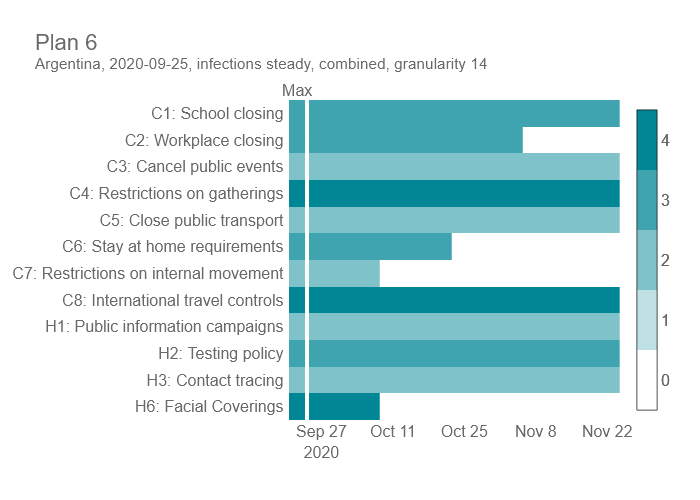 Plan 6
Argentina, 2020-09-25, infections steady, combined, granularity 14
Max
C1: School closing
C2: Workplace closing
C3: Cancel public events
C4: Restrictions on gatherings
C5: Close public transport
C6: Stay at home requirements
C7: Restrictions on internal movement
C8: International travel controls
H1: Public information campaigns
H2: Testing policy
H3: Contact tracing
H6: Facial Coverings
4
3
2
1
0
Sep 27 Oct 11 Oct 25 Nov 8 Nov 22
2020